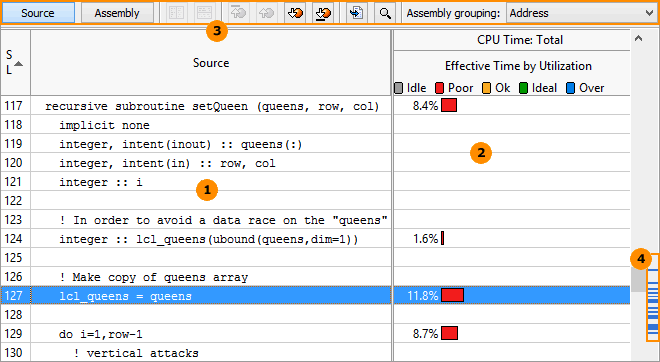 Source Assembly Assembly grouping: Address
3
S L Source CPU Time: Total
Effective Time by Utilization
Idle Poor Ok Ideal Over
117 recursive subroutine setQueen (queens, row, col) 8.4%
118 implicit none
119 integer, intent(inout) :: queens(:)
2
120 integer, intent(in) :: row, col
121 integer :: i
1
122
123 ! In order to avoid a data race on the "queens"
124 integer :: lcl_queens(ubound(queens,dim=1)) 1.6%
125
4
126 ! Make copy of queens array
127 lcl_queens = queens 11.8%
128
129 do i=1,row-1 8.7%
130 ! vertical attacks